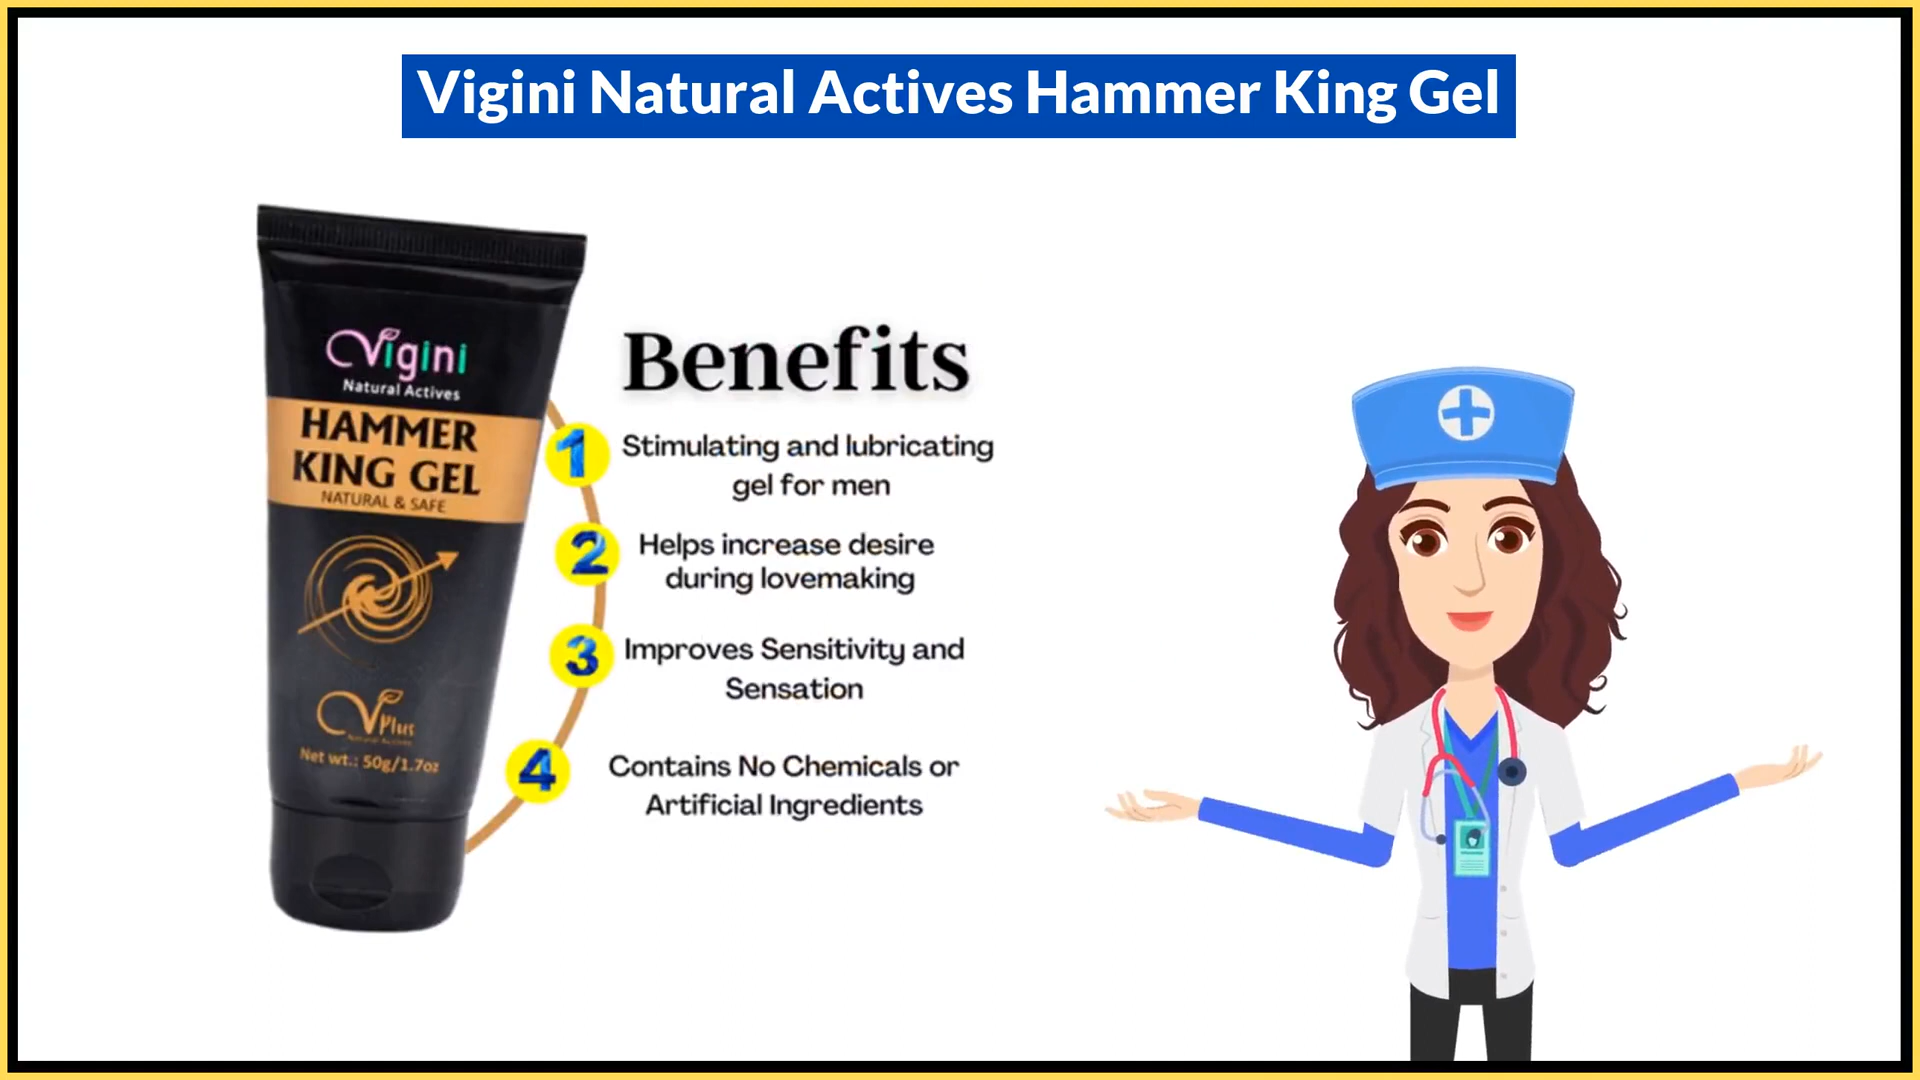 Vigini Natural Actives Hammer King Gel
Vigini
Natural Actives
HAMMER
KING GEL
NATURAL & SAFE
VPlus
Net wt.: 50g/1.7oz
Benefits
1 Stimulating and lubricating
gel for men
2 Helps increase desire
during lovemaking
3 Improves Sensitivity and
Sensation
4 Contains No Chemicals or
Artificial Ingredients